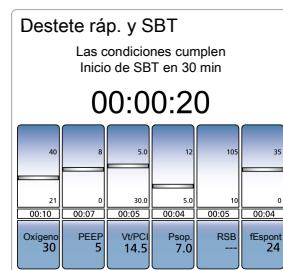 Destete ráp. y SBT
Las condiciones cumplen
Inicio de SBT en 30 min
00:00:20
40 8 5.0 12 105 35
21 0 30.0 5.0 10 0
00:10 00:07 00:05 00:04 00:05 00:04
Oxígeno PEEP Vt/PCI Psop. RSB fEspont
30 5 14.5 7.0 --- 24